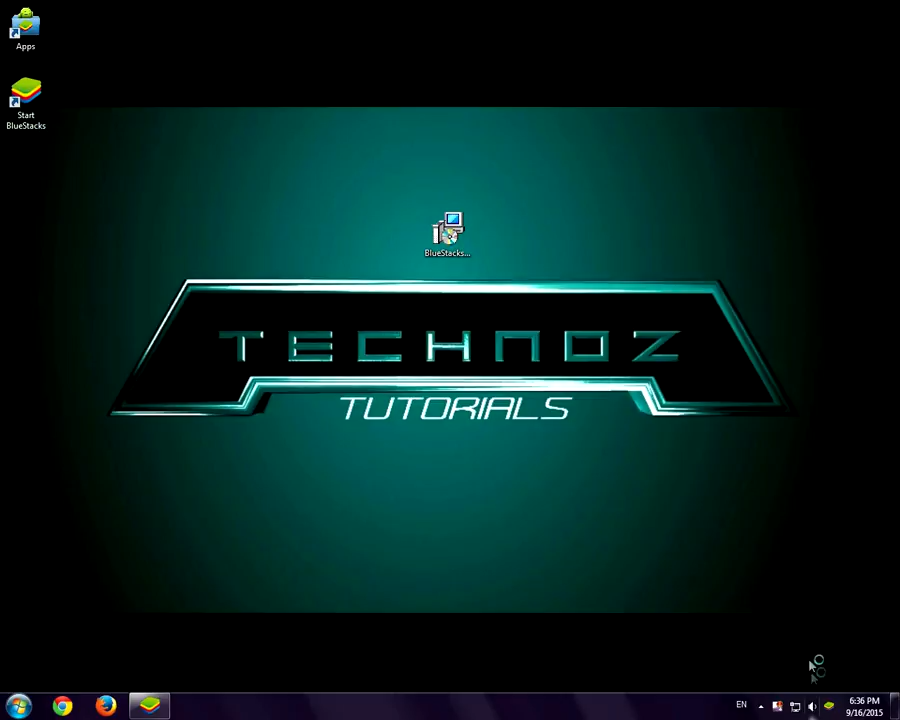 Apps
Start
BlueStacks
BlueStacks...
TECHNOZ
TUTORIALS
EN
6:36 PM
9/16/2015